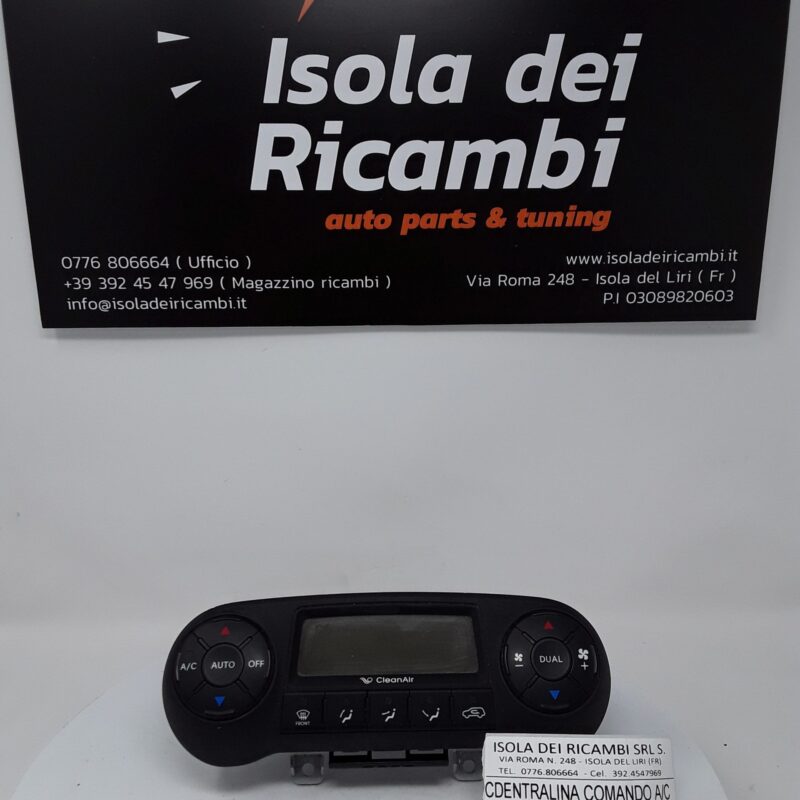 Isola dei
Ricambi
auto parts & tuning
0776 806664 ( Ufficio )
+39 392 45 47 969 ( Magazzino ricambi )
info@isoladeiricambi.it
www.isoladeiricambi.it
Via Roma 248 - Isola del Liri ( Fr )
P.I 03089820603
A/C
AUTO
OFF
CleanAir
DUAL
- +
FRONT
ISOLA DEI RICAMBI SRL S.
VIA ROMA N. 248 - ISOLA DEL LIRI (FR)
TEL. 0776.806664 - Cel. 392.4547969
CDENTRALINA COMANDO A/C